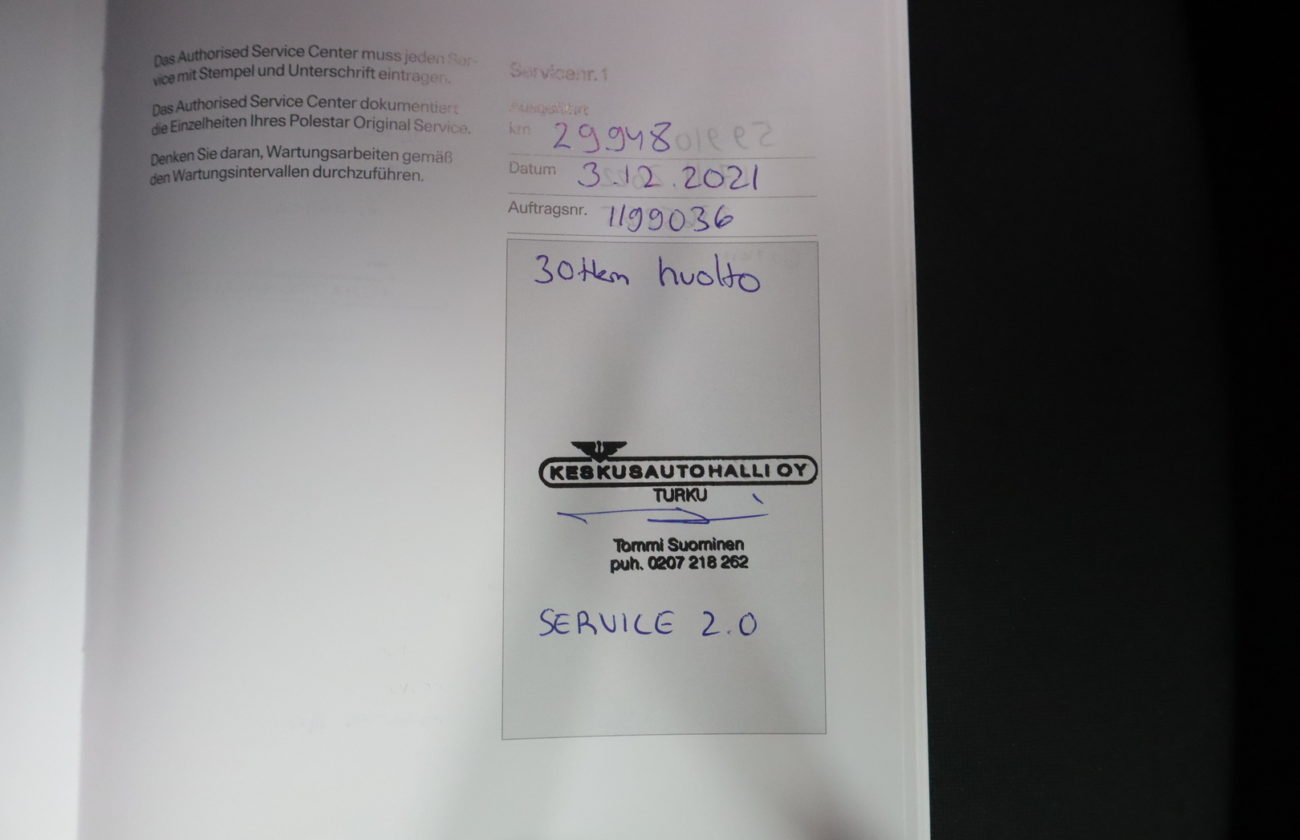 Das Authorised Service Center muss jeden Ser-
vice mit Stempel und Unterschrift eintragen.
Das Authorised Service Center dokumentiert
die Einzelheiten Ihres Polestar Original Service.
Denken Sie daran, Wartungsarbeiten gemäß
den Wartungsintervallen durchzuführen.
Servicenr. 1
Ausgeführt
km 29948
Datum 3.12.2021
Auftragsnr. 1199036
30tkm huolto
KESKUSAUTOHALLI OY
TURKU
Tommi Suominen
puh. 0207 218 262
SERVICE 2.0